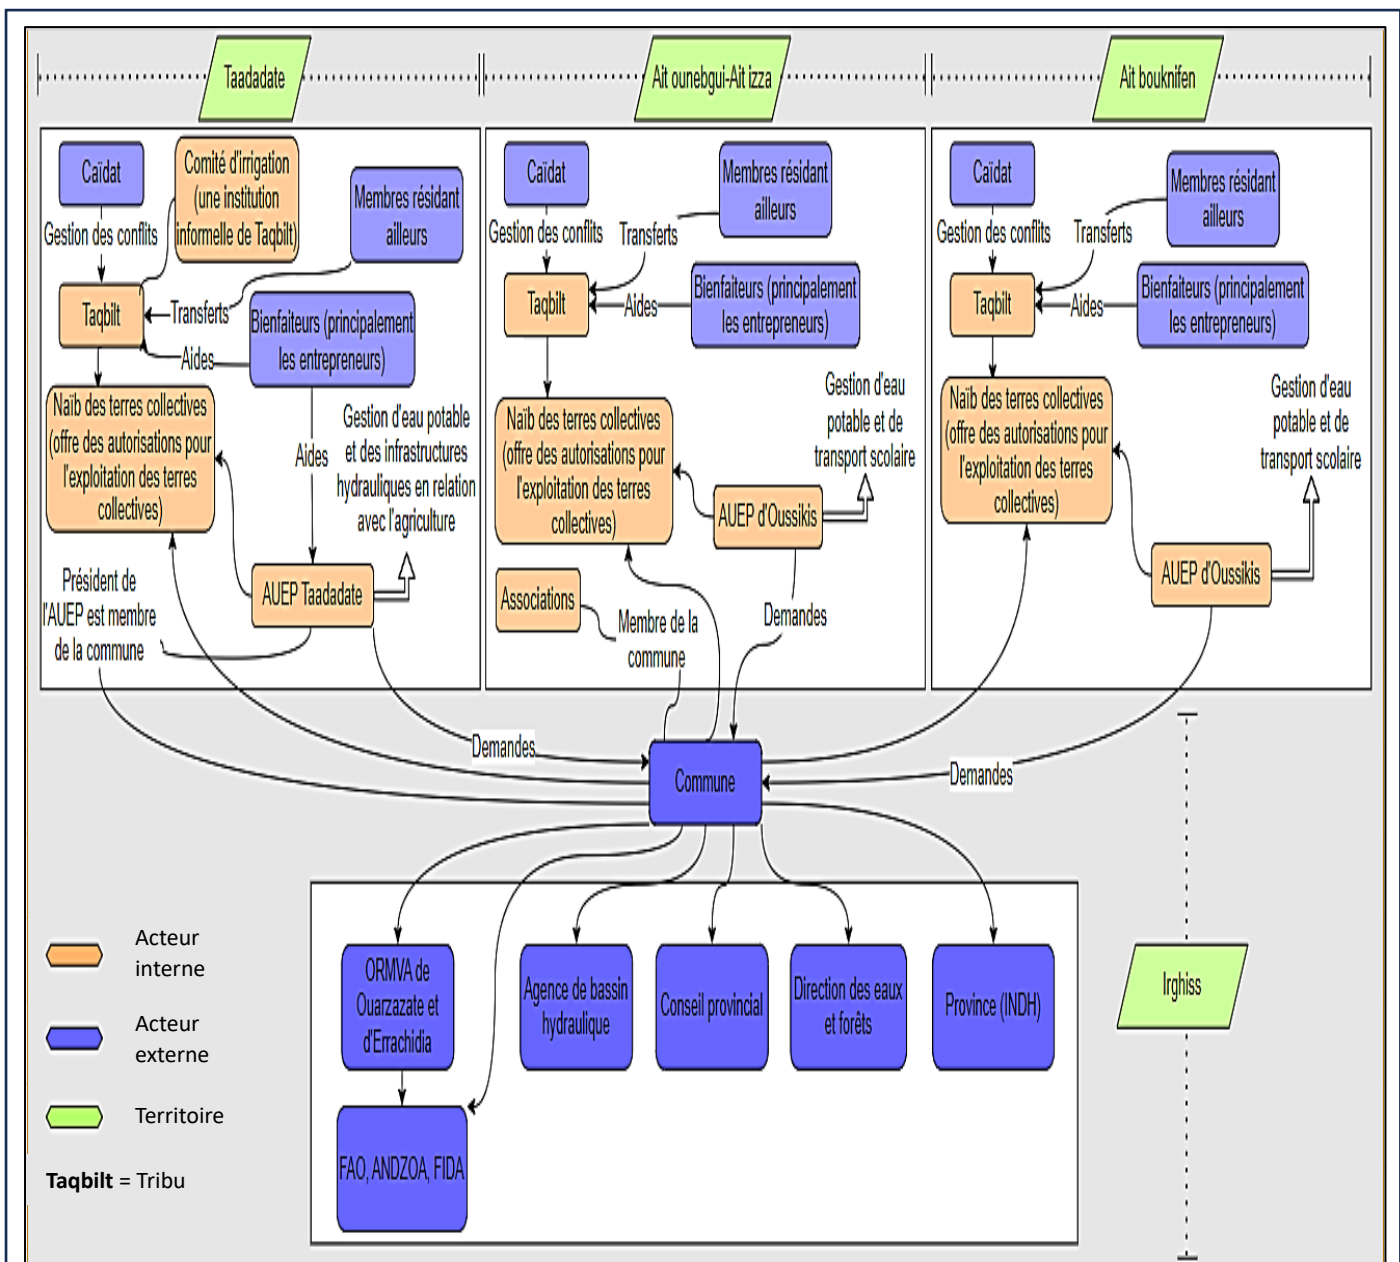 Taadadate
Ait ounebgui-Ait izza
Ait bouknifen
Caïdat
Comité d'irrigation
(une institution
informelle de Taqbilt)
Membres résidant
ailleurs
Gestion des conflits
Taqbilt
Transferts
Bienfaiteurs (principalement
les entrepreneurs)
Aides
Naïb des terres collectives
(offre des autorisations pour
l'exploitation des terres
collectives)
Aides
Gestion d'eau potable
et des infrastructures
hydrauliques en relation
avec l'agriculture
AUEP Taadadate
Président de
l'AUEP est membre
de la commune
Caïdat
Membres résidant
ailleurs
Gestion des conflits
Transferts
Taqbilt
Aides
Bienfaiteurs (principalement
les entrepreneurs)
Naïb des terres collectives
(offre des autorisations pour
l'exploitation des terres
collectives)
Gestion d'eau
potable et de
transport scolaire
AUEP d'Oussikis
Associations
Membre de la
commune
Demandes
Caïdat
Membres résidant
ailleurs
Gestion des conflits
Transferts
Taqbilt
Aides
Bienfaiteurs (principalement
les entrepreneurs)
Naïb des terres collectives
(offre des autorisations pour
l'exploitation des terres
collectives)
Gestion d'eau
potable et de
transport scolaire
AUEP d'Oussikis
Demandes
Commune
Demandes
ORMVA de
Ouarzazate et
d'Errachidia
Agence de bassin
hydraulique
Conseil provincial
Direction des eaux
et forêts
Province (INDH)
FAO, ANDZOA, FIDA
Irghiss
Acteur
interne
Acteur
externe
Territoire
Taqbilt = Tribu